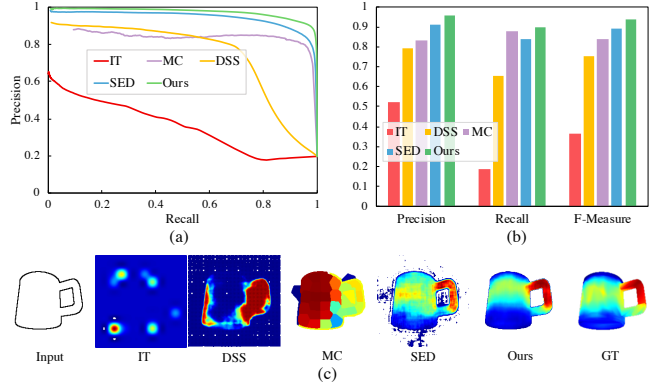 1
0.8
0.6
0.4
0.2
0
Precision
IT MC DSS
SED Ours
0 0.2 0.4 0.6 0.8 1
Recall
(a)
1
0.9
0.8
0.7
0.6
0.5
0.4
0.3
0.2
0.1
0
IT DSS MC
SED Ours
Precision Recall F-Measure
(b)
Input IT DSS MC SED Ours GT
(c)